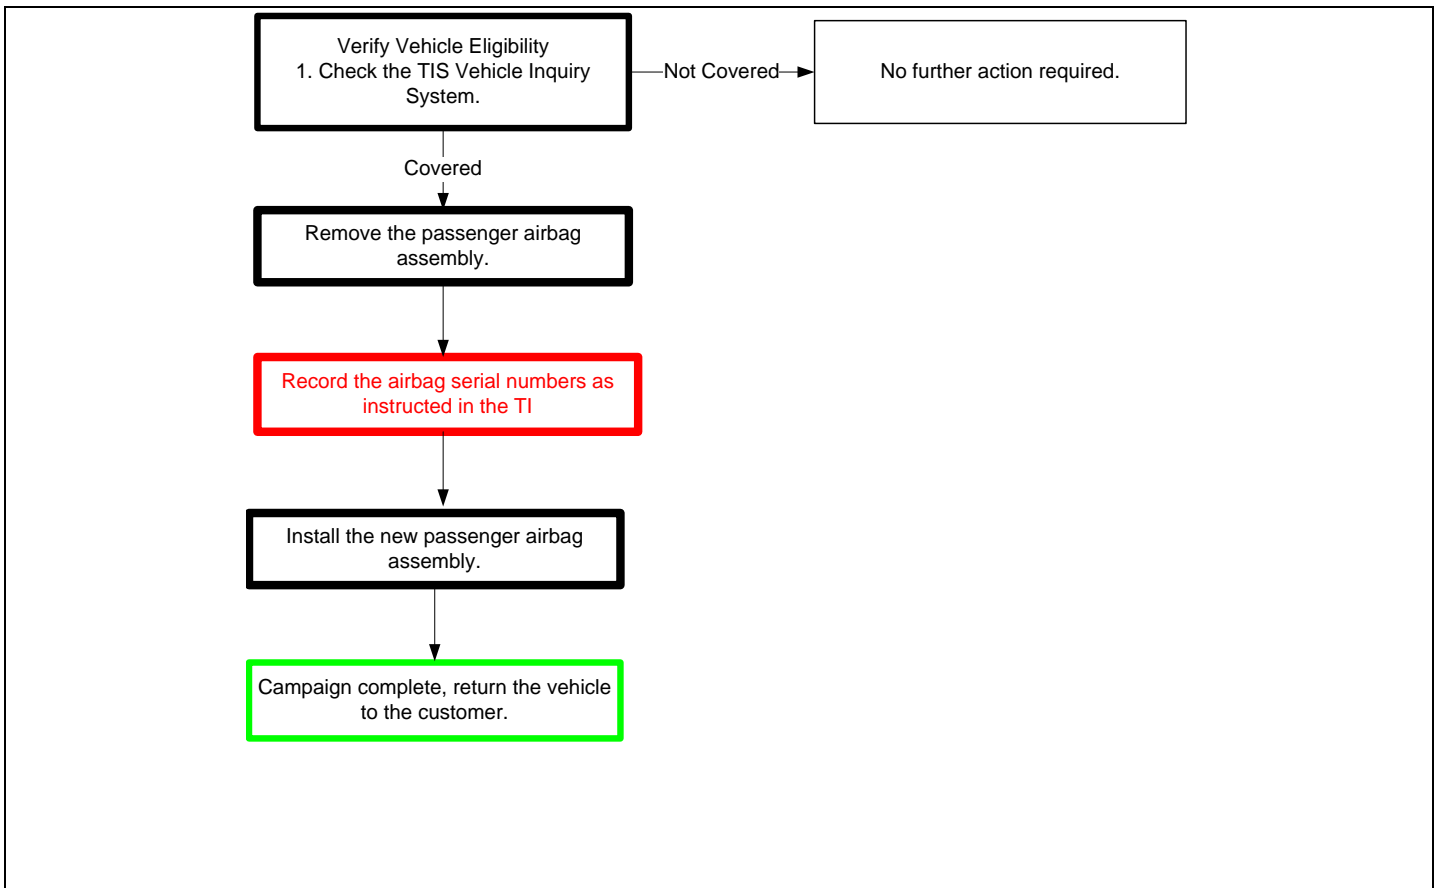 Verify Vehicle Eligibility
1. Check the TIS Vehicle Inquiry
System.
Not Covered
No further action required.
Covered
Remove the passenger airbag
assembly.
Record the airbag serial numbers as
instructed in the TI
Install the new passenger airbag
assembly.
Campaign complete, return the vehicle
to the customer.